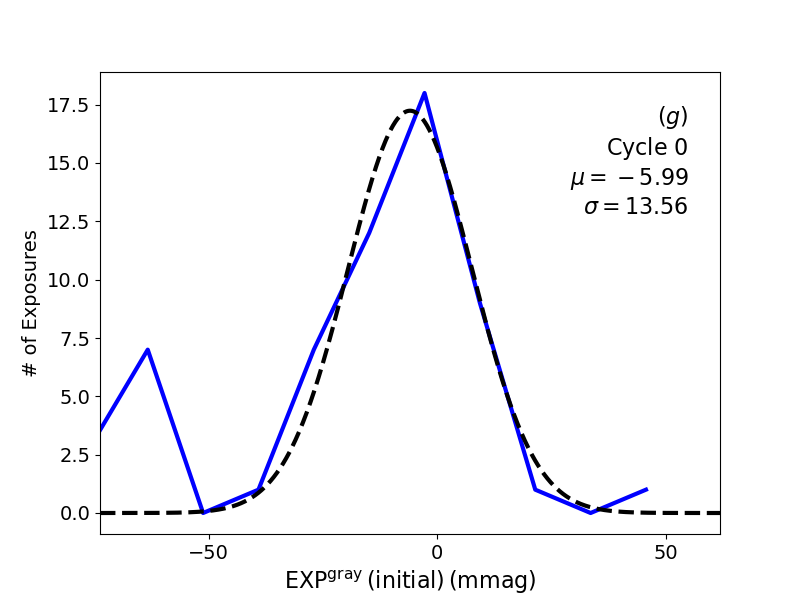 # of Exposures
17.5
15.0
12.5
10.0
7.5
5.0
2.5
0.0
(g)
Cycle 0
μ = −5.99
σ = 13.56
−50 0 50
EXP^gray (initial) (mmag)